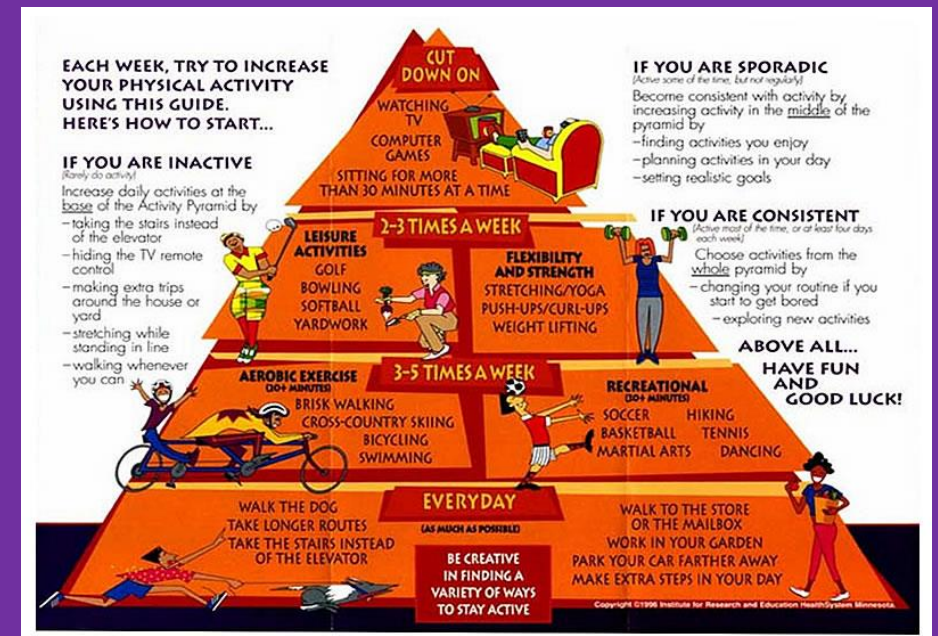 EACH WEEK, TRY TO INCREASE
YOUR PHYSICAL ACTIVITY
USING THIS GUIDE.
HERE'S HOW TO START...
IF YOU ARE INACTIVE
(Rarely do activity)
Increase daily activities at the
base of the Activity Pyramid by
–taking the stairs instead
of the elevator
–hiding the TV remote
control
–making extra trips
around the house or
yard
–stretching while
standing in line
–walking whenever
you can
CUT
DOWN ON
WATCHING
TV
COMPUTER
GAMES
SITTING FOR MORE
THAN 30 MINUTES AT A TIME
IF YOU ARE SPORADIC
(Active some of the time, but not regularly)
Become consistent with activity by
increasing activity in the middle of the
pyramid by
–finding activities you enjoy
–planning activities in your day
–setting realistic goals
IF YOU ARE CONSISTENT
(Active most of the time, or at least four days
each week)
Choose activities from the
whole pyramid by
–changing your routine if you
start to get bored
–exploring new activities
ABOVE ALL...
HAVE FUN
AND
GOOD LUCK!
2–3 TIMES A WEEK
LEISURE
ACTIVITIES
GOLF
BOWLING
SOFTBALL
YARDWORK
FLEXIBILITY
AND STRENGTH
STRETCHING/YOGA
PUSH-UPS/CURL-UPS
WEIGHT LIFTING
3–5 TIMES A WEEK
AEROBIC EXERCISE
(20+ MINUTES)
BRISK WALKING
CROSS-COUNTRY SKIING
BICYCLING
SWIMMING
RECREATIONAL
(30+ MINUTES)
SOCCER HIKING
BASKETBALL TENNIS
MARTIAL ARTS DANCING
EVERYDAY
(AS MUCH AS POSSIBLE)
WALK THE DOG
TAKE LONGER ROUTES
TAKE THE STAIRS INSTEAD
OF THE ELEVATOR
BE CREATIVE
IN FINDING A
VARIETY OF WAYS
TO STAY ACTIVE
WALK TO THE STORE
OR THE MAILBOX
WORK IN YOUR GARDEN
PARK YOUR CAR FARTHER AWAY
MAKE EXTRA STEPS IN YOUR DAY
Copyright ©1996 Institute for Research and Education HealthSystem Minnesota